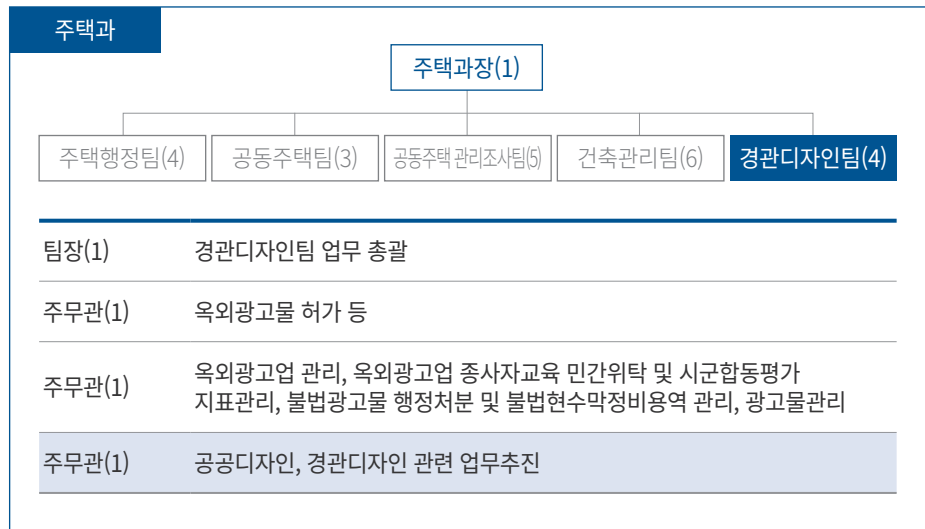 주택과
주택과장(1)
주택행정팀(4)
공동주택팀(3)
공동주택 관리조사팀(5)
건축관리팀(6)
경관디자인팀(4)
팀장(1) 경관디자인팀 업무 총괄
주무관(1) 옥외광고물 허가 등
주무관(1) 옥외광고업 관리, 옥외광고업 종사자교육 민간위탁 및 시군합동평가
지표관리, 불법광고물 행정처분 및 불법현수막정비용역 관리, 광고물관리
주무관(1) 공공디자인, 경관디자인 관련 업무추진